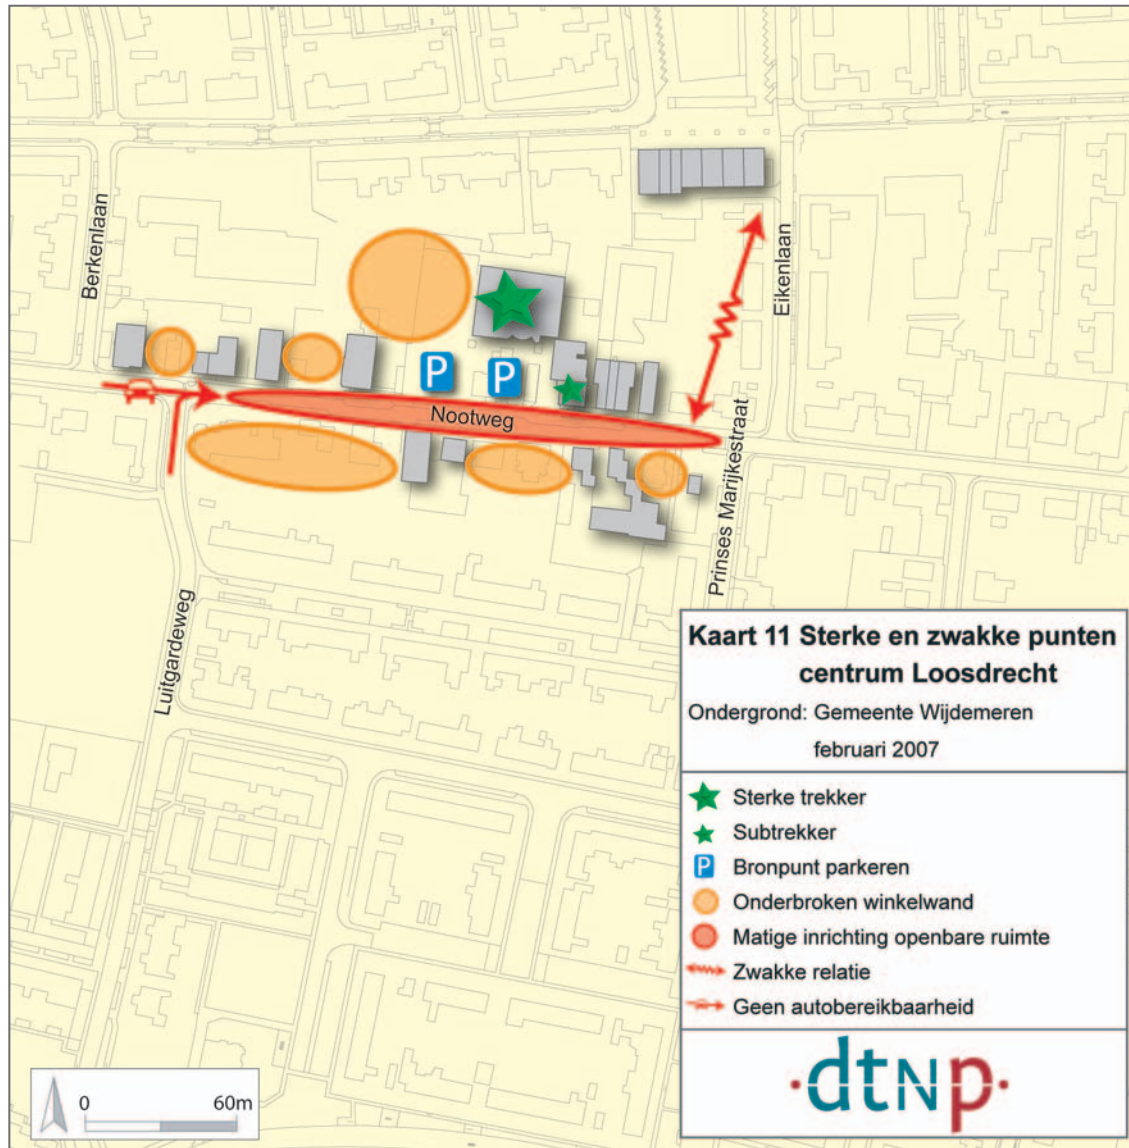 Berkenlaan
Eikenlaan
P
P
Nootweg
Prinses Marijkestraat
Luitgardeweg
Kaart 11 Sterke en zwakke punten
centrum Loosdrecht
Ondergrond: Gemeente Wijdemeren
februari 2007
Sterke trekker
Subtrekker
P Bronpunt parkeren
Onderbroken winkelwand
Matige inrichting openbare ruimte
Zwakke relatie
Geen autobereikbaarheid
·dtNp·
0 60m